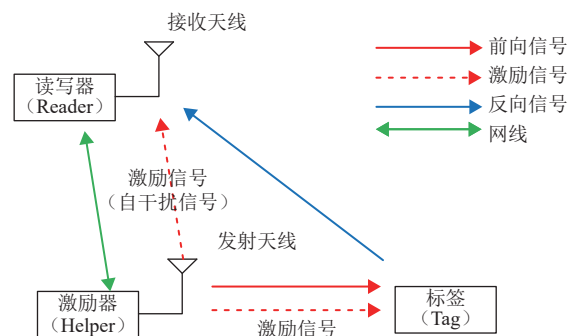 接收天线
前向信号
读写器
（Reader）
激励信号
反向信号
网线
激励信号
（自干扰信号）
发射天线
激励器
（Helper）
标签
（Tag）
激励信号